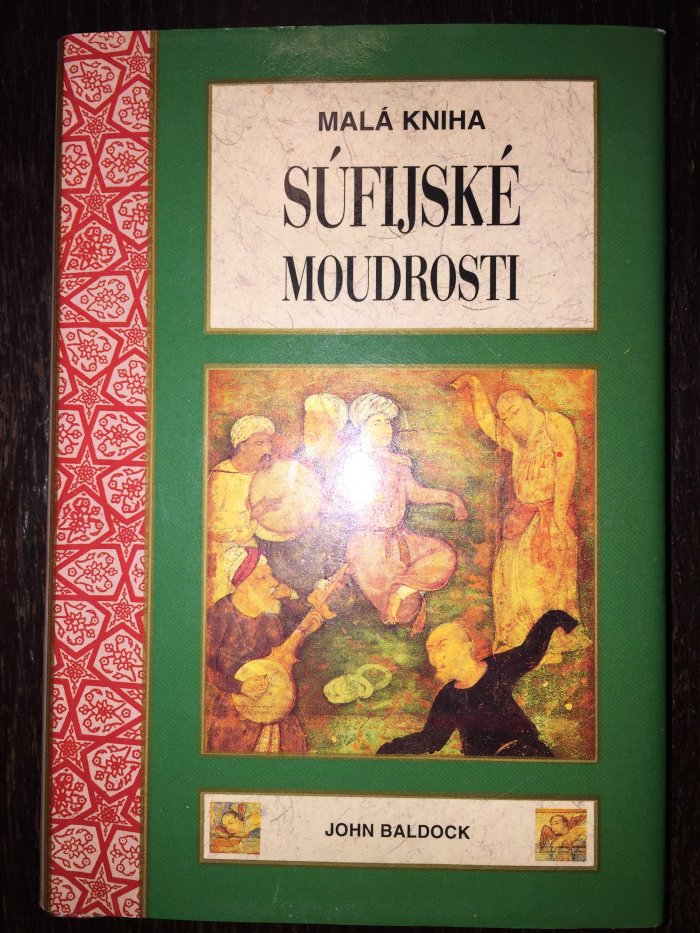 MALÁ KNIHA
SÚFIJSKÉ
MOUDROSTI
JOHN BALDOCK